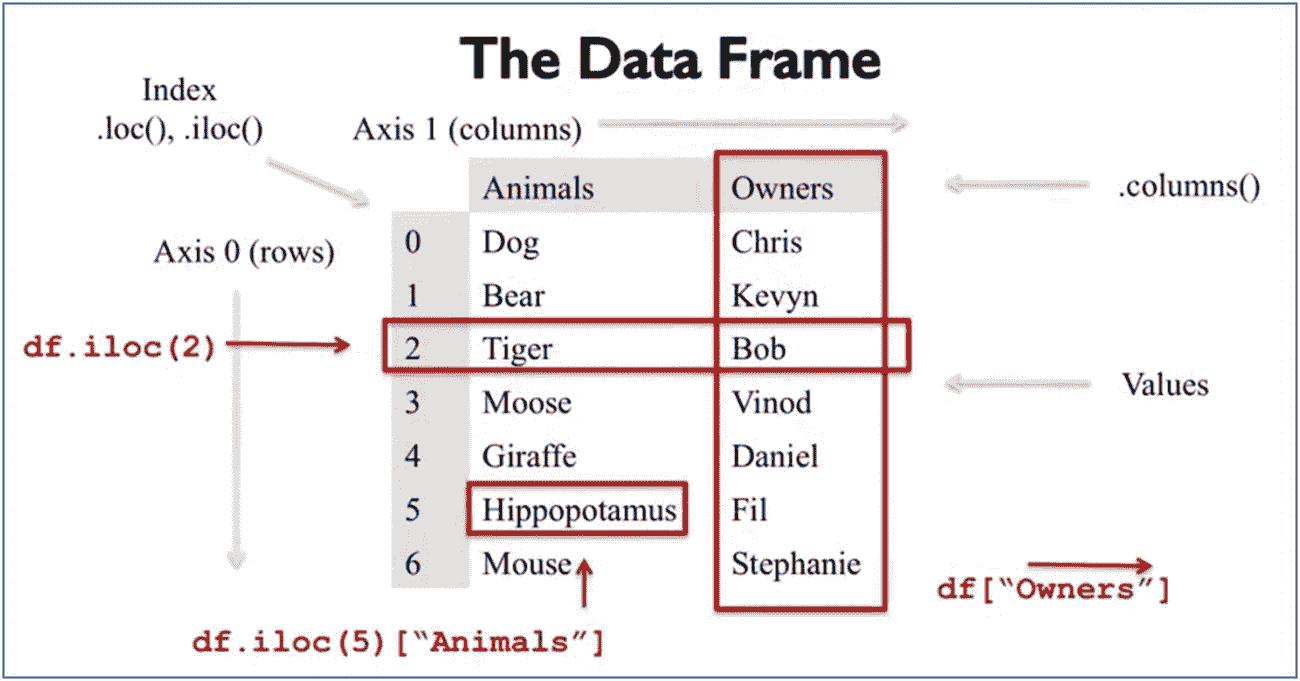 The Data Frame
Index
.loc(), .iloc()
Axis 1 (columns)
Animals Owners
.columns()
0 Dog Chris
Axis 0 (rows)
1 Bear Kevyn
df.iloc(2)
2 Tiger Bob
3 Moose Vinod
Values
4 Giraffe Daniel
5 Hippopotamus Fil
6 Mouse Stephanie
df[“Owners”]
df.iloc(5)[“Animals”]